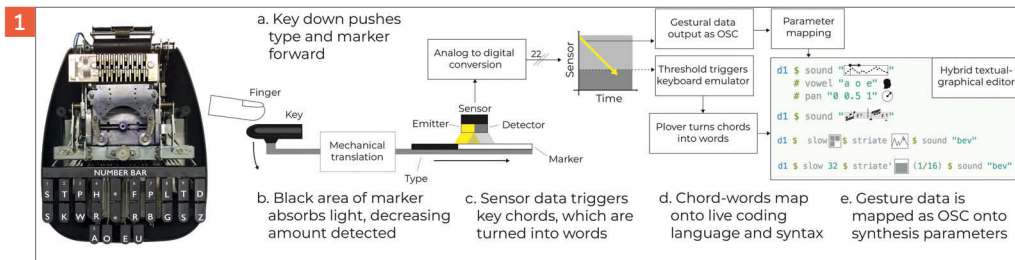 1
NUMBER BAR
S T P H * F P L T D
S K W R * R B G S Z
A O E U
a. Key down pushes
type and marker
forward
Finger
Key
Mechanical
translation
Analog to digital
conversion
22
Sensor
Emitter
Detector
Marker
Type
b. Black area of marker
absorbs light, decreasing
amount detected
c. Sensor data triggers
key chords, which are
turned into words
Sensor
Time
Gestural data
output as OSC
Parameter
mapping
Threshold triggers
keyboard emulator
Plover turns chords
into words
Hybrid textual-
graphical editor
d1 $ sound " "
# vowel "a o e"
# pan "0 0.5 1"
d1 $ sound " "
d1 $ slow $ striate $ sound "bev"
d1 $ slow 32 $ striate' (1/16) $ sound "bev"
d. Chord-words map
onto live coding
language and syntax
e. Gesture data is
mapped as OSC onto
synthesis parameters